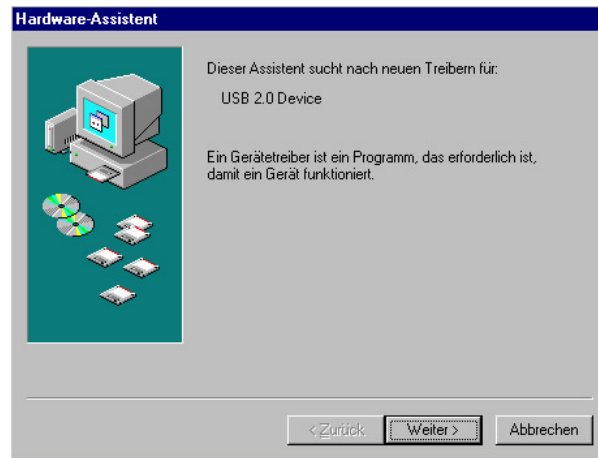 Hardware-Assistent
Dieser Assistent sucht nach neuen Treibern für:
USB 2.0 Device
Ein Gerätetreiber ist ein Programm, das erforderlich ist,
damit ein Gerät funktioniert.
< Zurück
Weiter >
Abbrechen